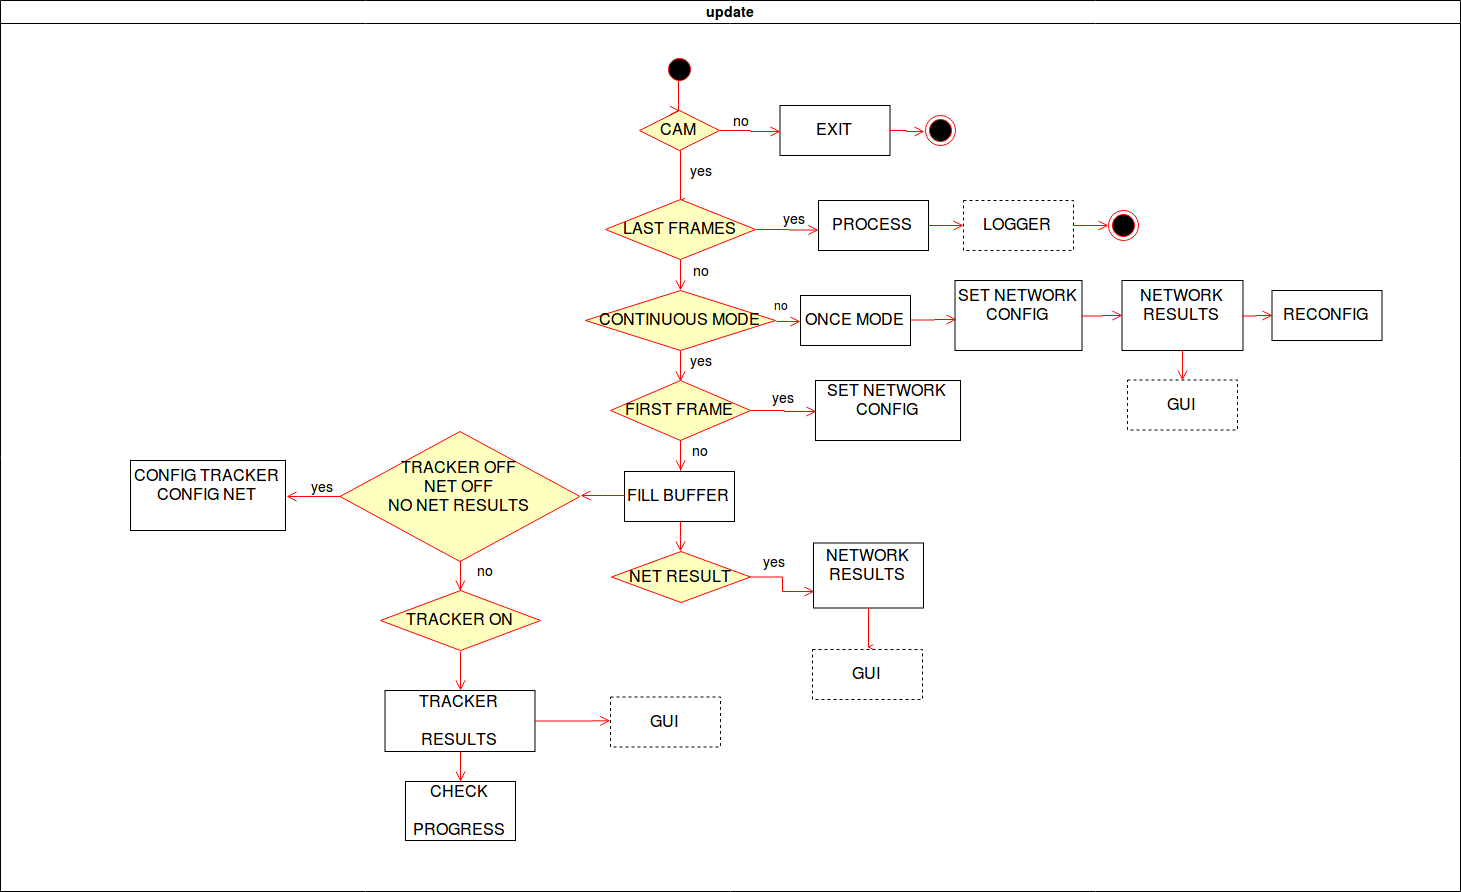 update
CAM
no
EXIT
yes
LAST FRAMES
yes
PROCESS
LOGGER
no
CONTINUOUS MODE
no
ONCE MODE
SET NETWORK
CONFIG
NETWORK
RESULTS
RECONFIG
GUI
yes
FIRST FRAME
yes
SET NETWORK
CONFIG
no
FILL BUFFER
TRACKER OFF
NET OFF
NO NET RESULTS
yes
CONFIG TRACKER
CONFIG NET
no
NET RESULT
yes
NETWORK
RESULTS
GUI
TRACKER ON
TRACKER
RESULTS
GUI
CHECK
PROGRESS